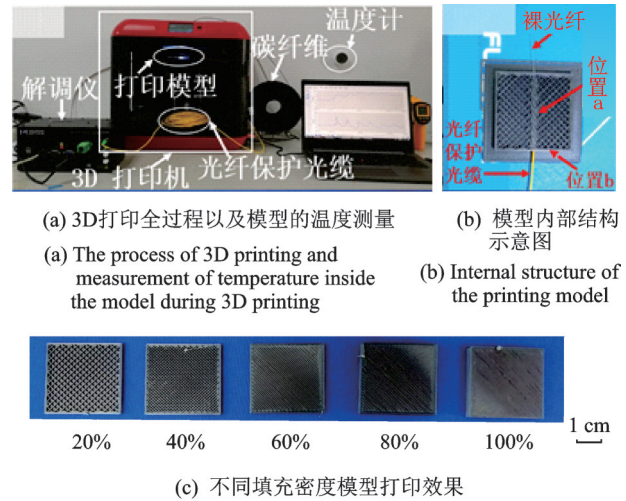 温度计
碳纤维
解调仪
打印模型
光纤保护光缆
3D 打印机
裸光纤
位置
a
光纤
保护
光缆
位置b
(a) 3D打印全过程以及模型的温度测量
(a) The process of 3D printing and
measurement of temperature inside
the model during 3D printing
(b) 模型内部结构
示意图
(b) Internal structure of
the printing model
20%
40%
60%
80%
100%
1 cm
(c) 不同填充密度模型打印效果